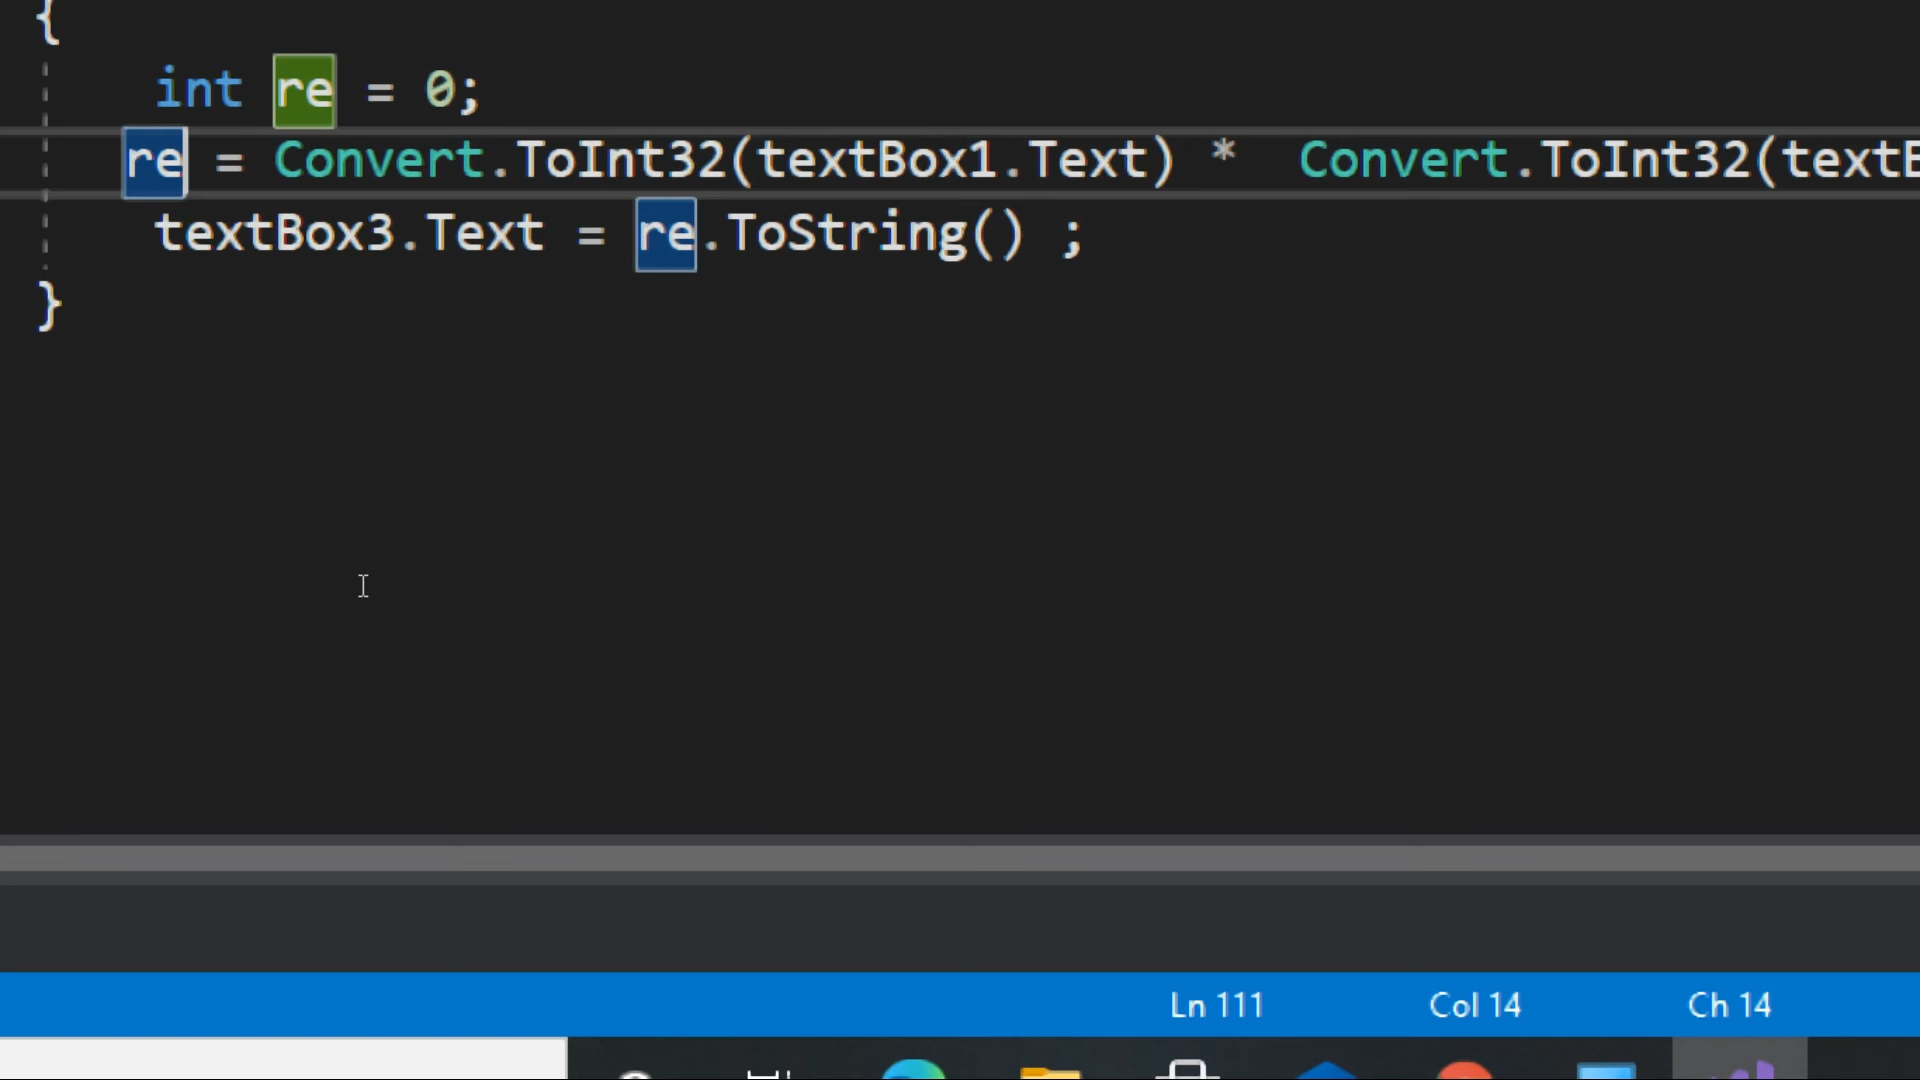 {
int re = 0;
re = Convert.ToInt32(textBox1.Text) * Convert.ToInt32(
textBox3.Text = re.ToString() ;
}
Ln 111 Col 14 Ch 14